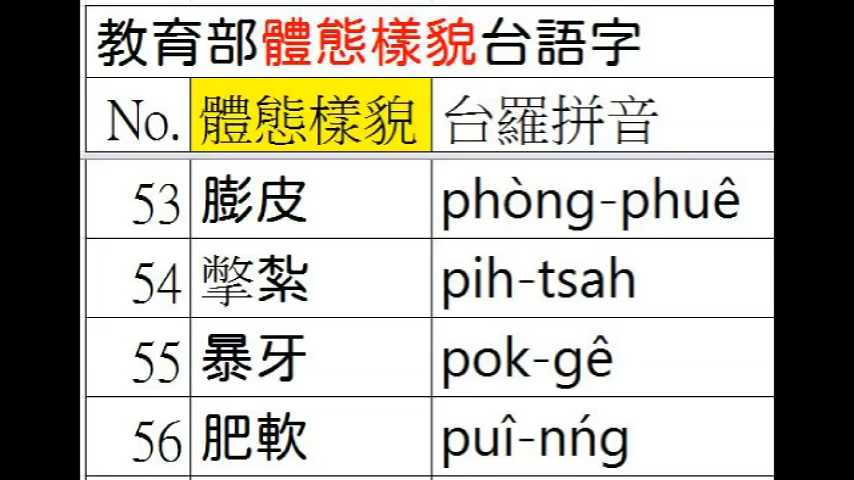 教育部體態樣貌台語字
No. 體態樣貌 台羅拼音
53 膨皮 phòng-phuê
54 撆紮 pih-tsah
55 暴牙 pok-gê
56 肥軟 puî-nńg